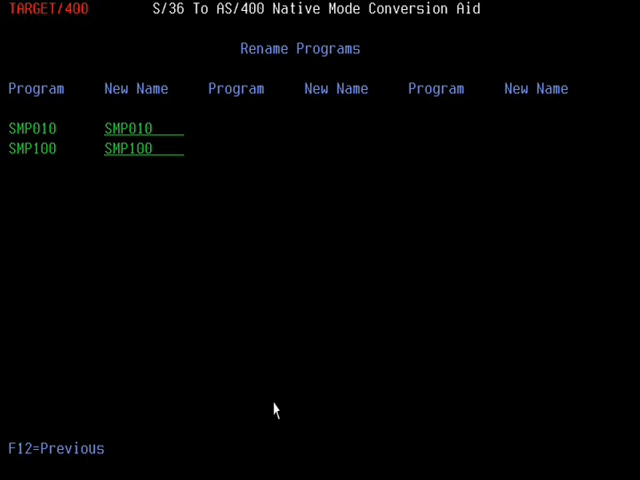 TARGET/400 S/36 To AS/400 Native Mode Conversion Aid
Rename Programs
Program New Name Program New Name Program New Name
SMP010 SMP010
SMP100 SMP100
F12=Previous